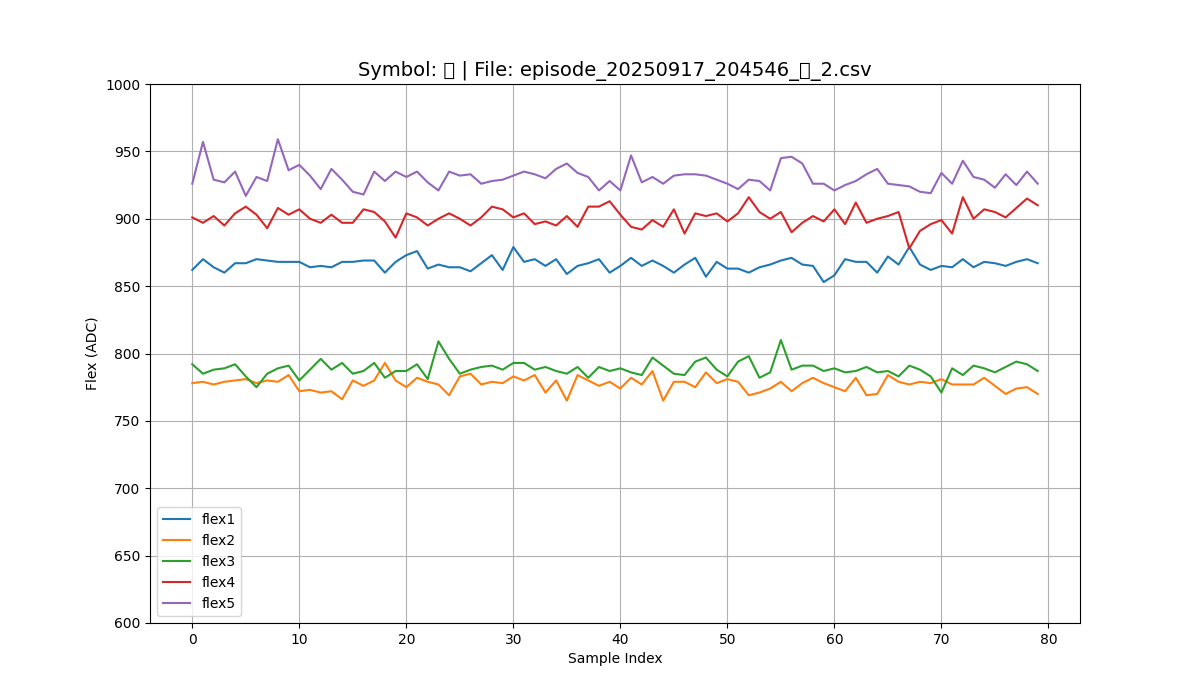 Symbol: ▯ | File: episode_20250917_204546_▯_2.csv
1000
950
900
850
800
750
700
650
600
Flex (ADC)
flex1
flex2
flex3
flex4
flex5
0 10 20 30 40 50 60 70 80
Sample Index